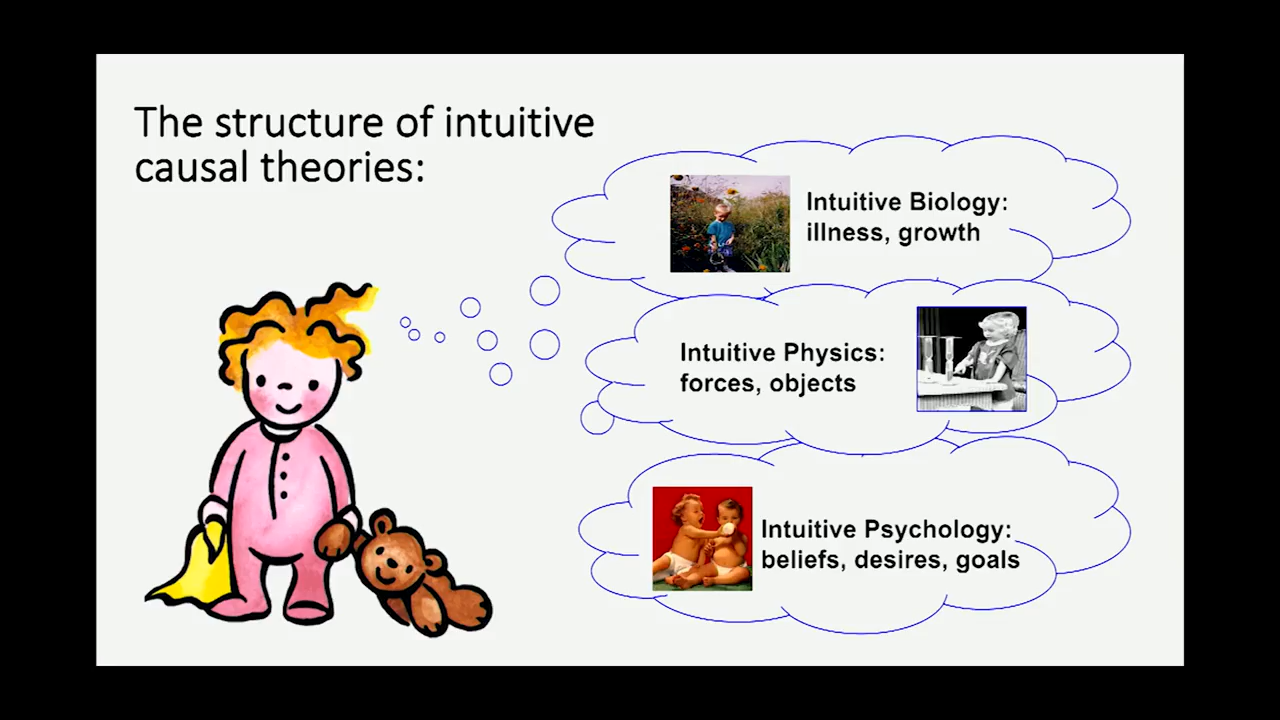 The structure of intuitive
causal theories:
Intuitive Biology:
illness, growth
Intuitive Physics:
forces, objects
Intuitive Psychology:
beliefs, desires, goals